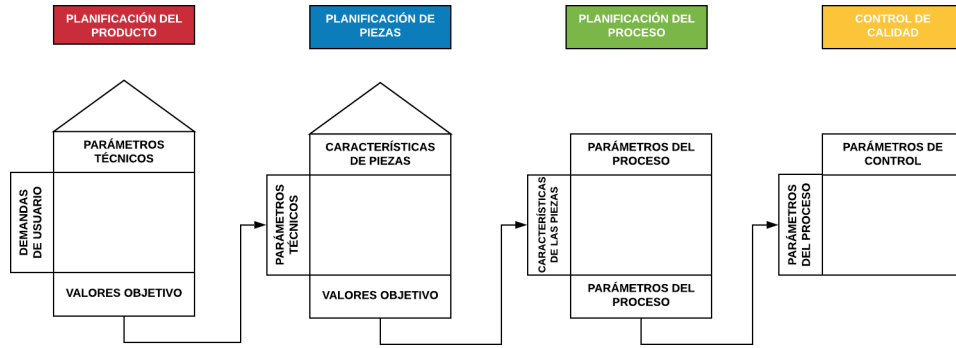 PLANIFICACIÓN DEL
PRODUCTO
PLANIFICACIÓN DE
PIEZAS
PLANIFICACIÓN DEL
PROCESO
CONTROL DE
CALIDAD
PARÁMETROS
TÉCNICOS
DEMANDAS
DE USUARIO
VALORES OBJETIVO
CARACTERÍSTICAS
DE PIEZAS
PARÁMETROS
TÉCNICOS
VALORES OBJETIVO
PARÁMETROS DEL
PROCESO
CARACTERÍSTICAS
DE LAS PIEZAS
PARÁMETROS DEL
PROCESO
PARÁMETROS DE
CONTROL
PARÁMETROS
DEL PROCESO